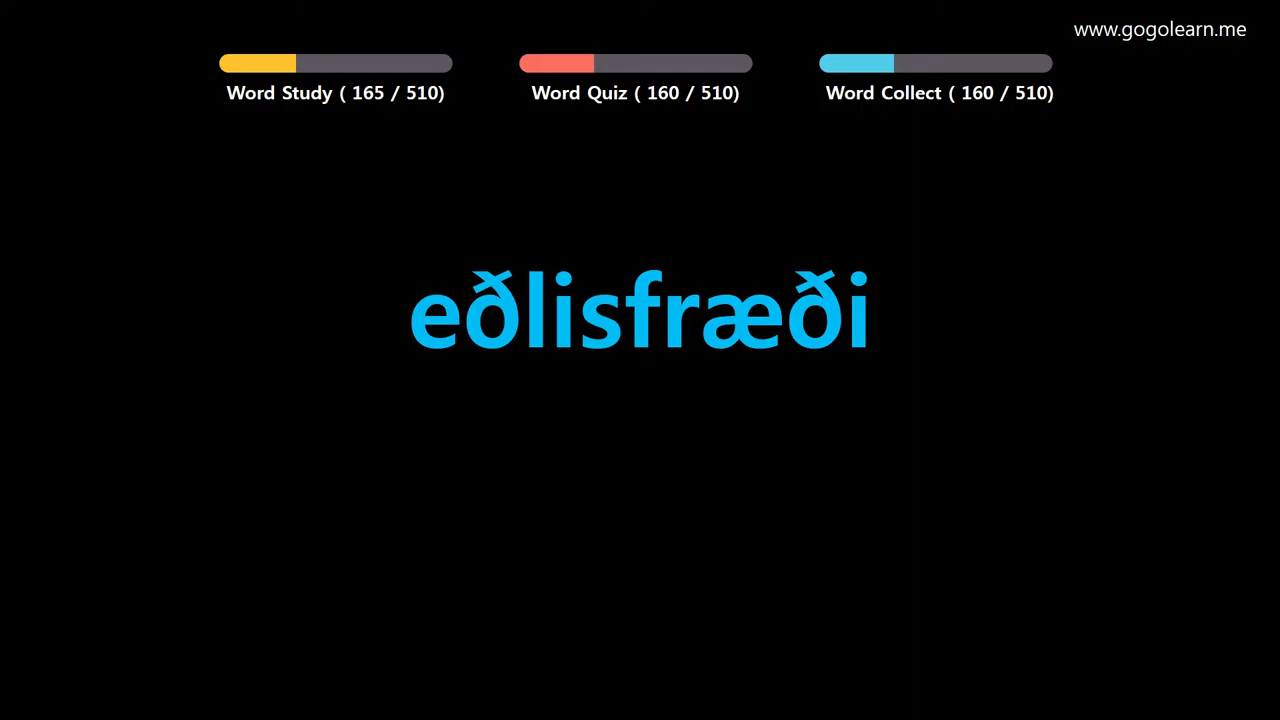 www.gogolearn.me
Word Study ( 165 / 510)
Word Quiz ( 160 / 510)
Word Collect ( 160 / 510)
eðlisfræði